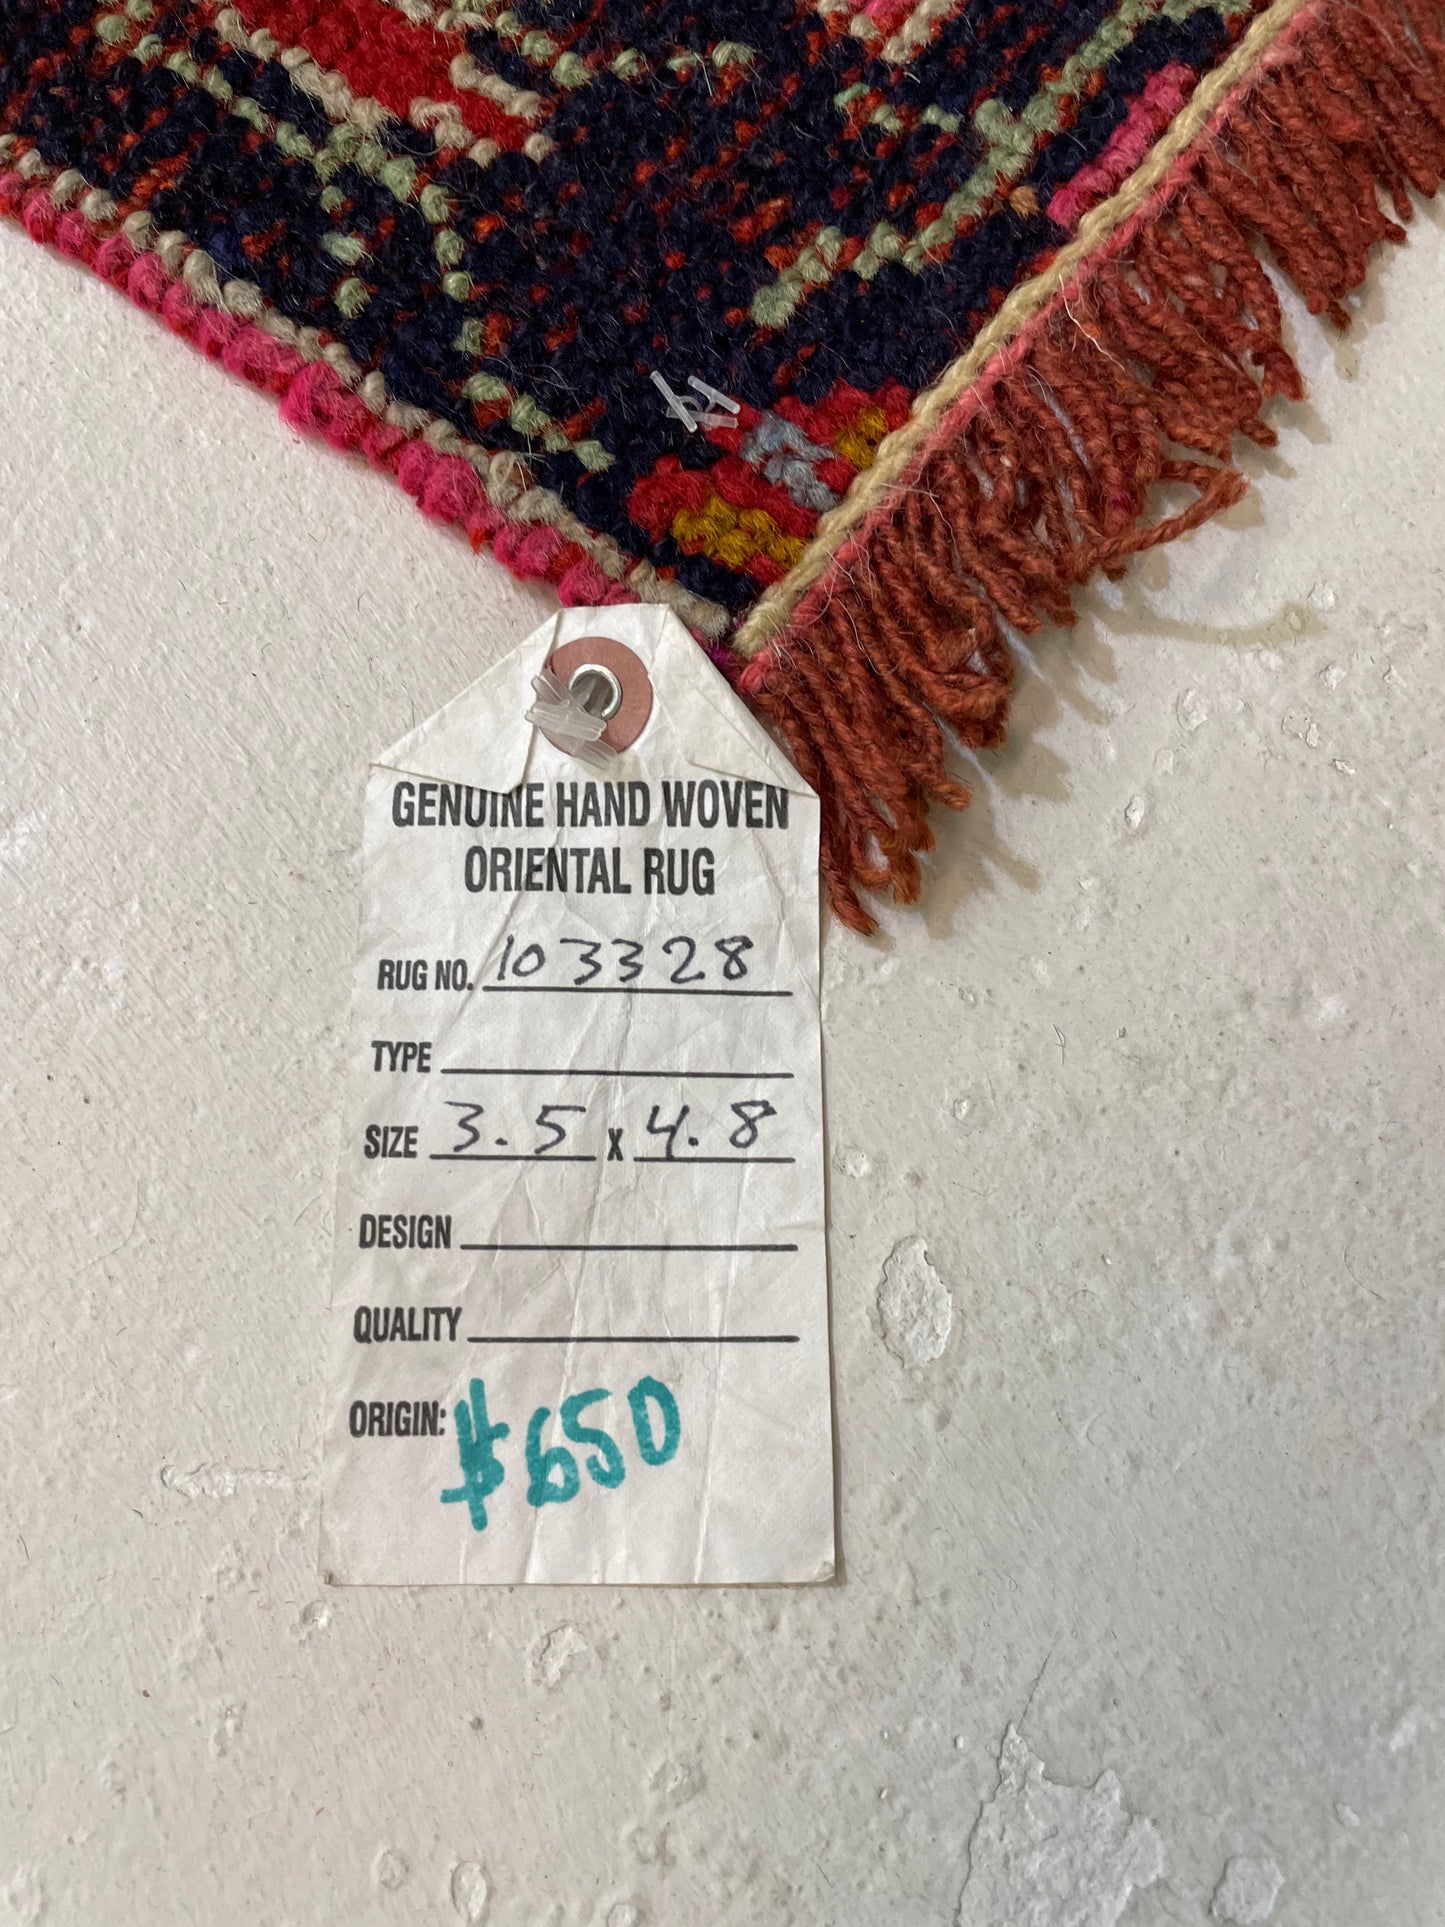 GENUINE HAND WOVEN
ORIENTAL RUG
RUG NO. 103328
TYPE
SIZE 3.5 X 4.8
DESIGN
QUALITY
ORIGIN: $650